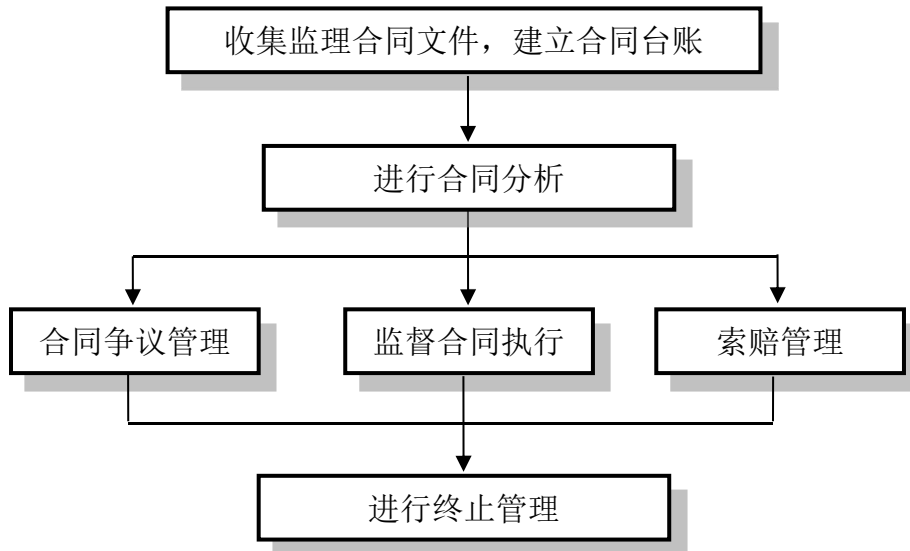 收集监理合同文件，建立合同台账
进行合同分析
合同争议管理
监督合同执行
索赔管理
进行终止管理